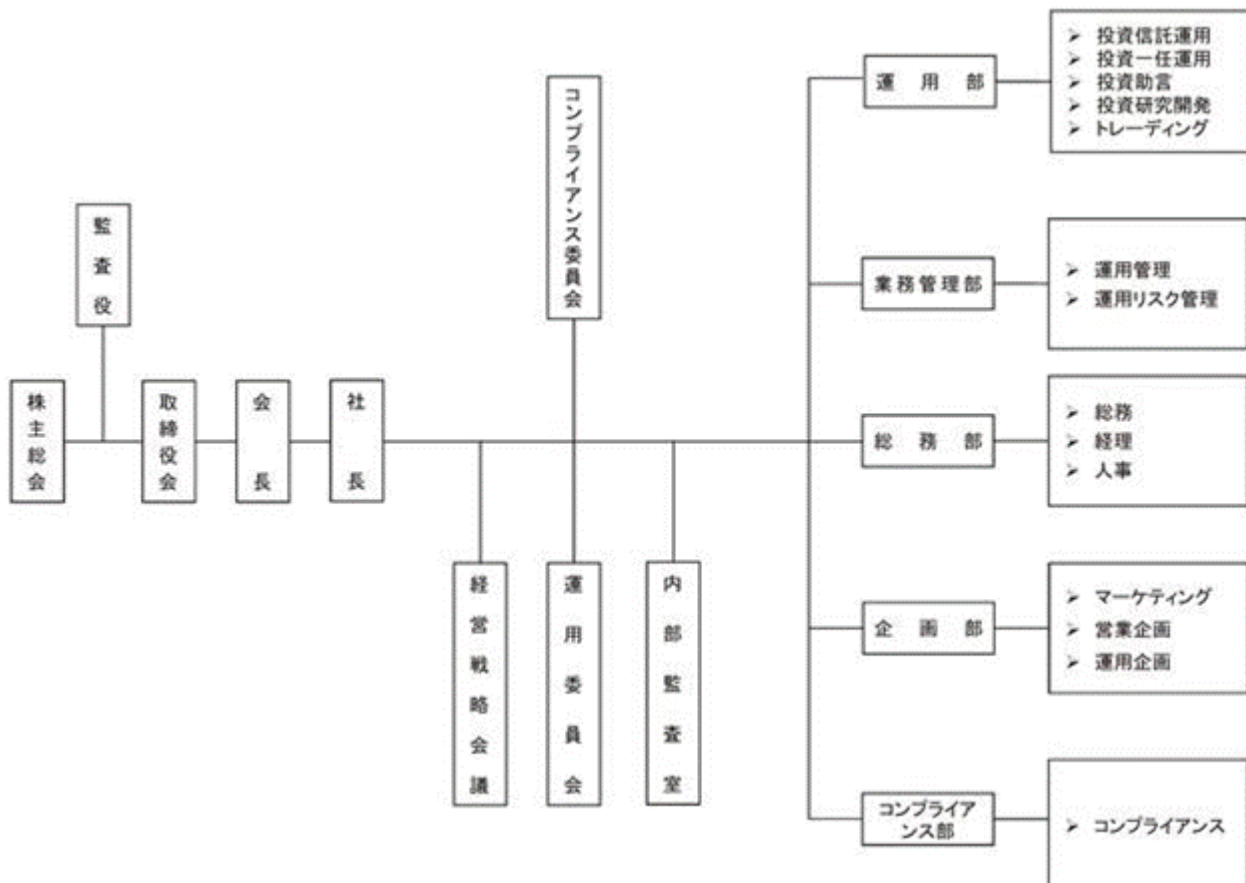 株主総会
監査役
取締役会
会長
社長
コンプライアンス委員会
経営戦略会議
運用委員会
内部監査室
運用部
➢ 投資信託運用
➢ 投資一任運用
➢ 投資助言
➢ 投資研究開発
➢ トレーディング
業務管理部
➢ 運用管理
➢ 運用リスク管理
総務部
➢ 総務
➢ 経理
➢ 人事
企画部
➢ マーケティング
➢ 営業企画
➢ 運用企画
コンプライア
ンス部
➢ コンプライアンス